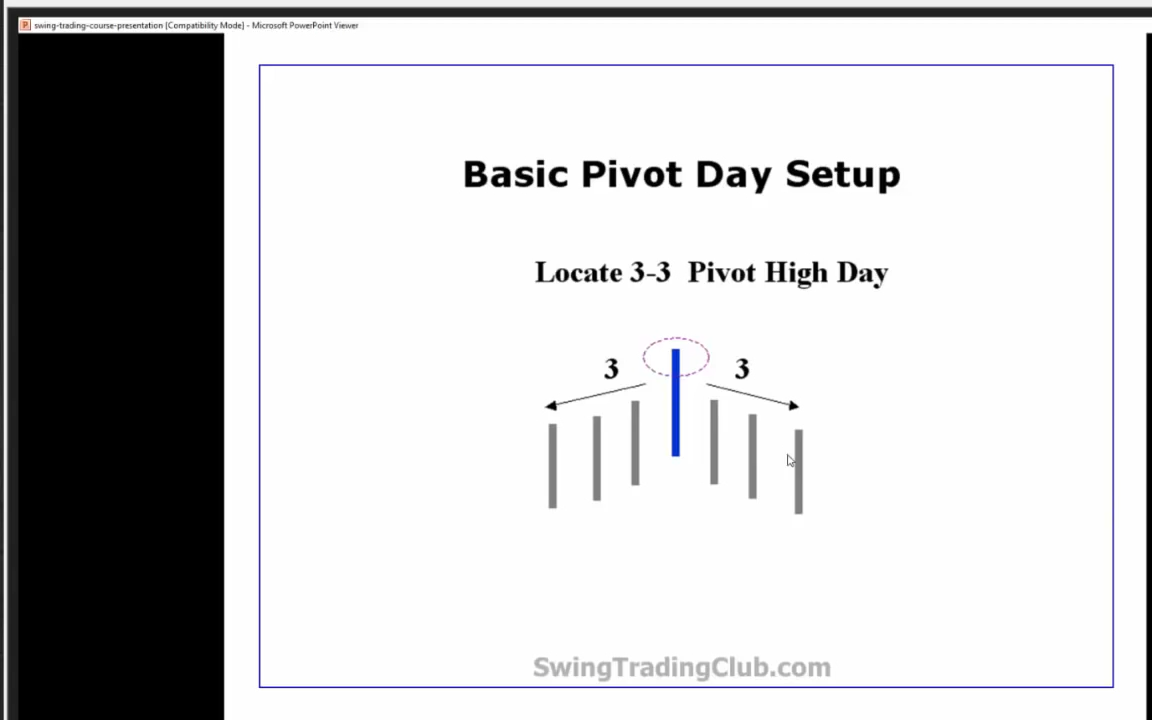 swing-trading-course-presentation [Compatibility Mode] - Microsoft PowerPoint Viewer
Basic Pivot Day Setup
Locate 3-3 Pivot High Day
3 3
SwingTradingClub.com